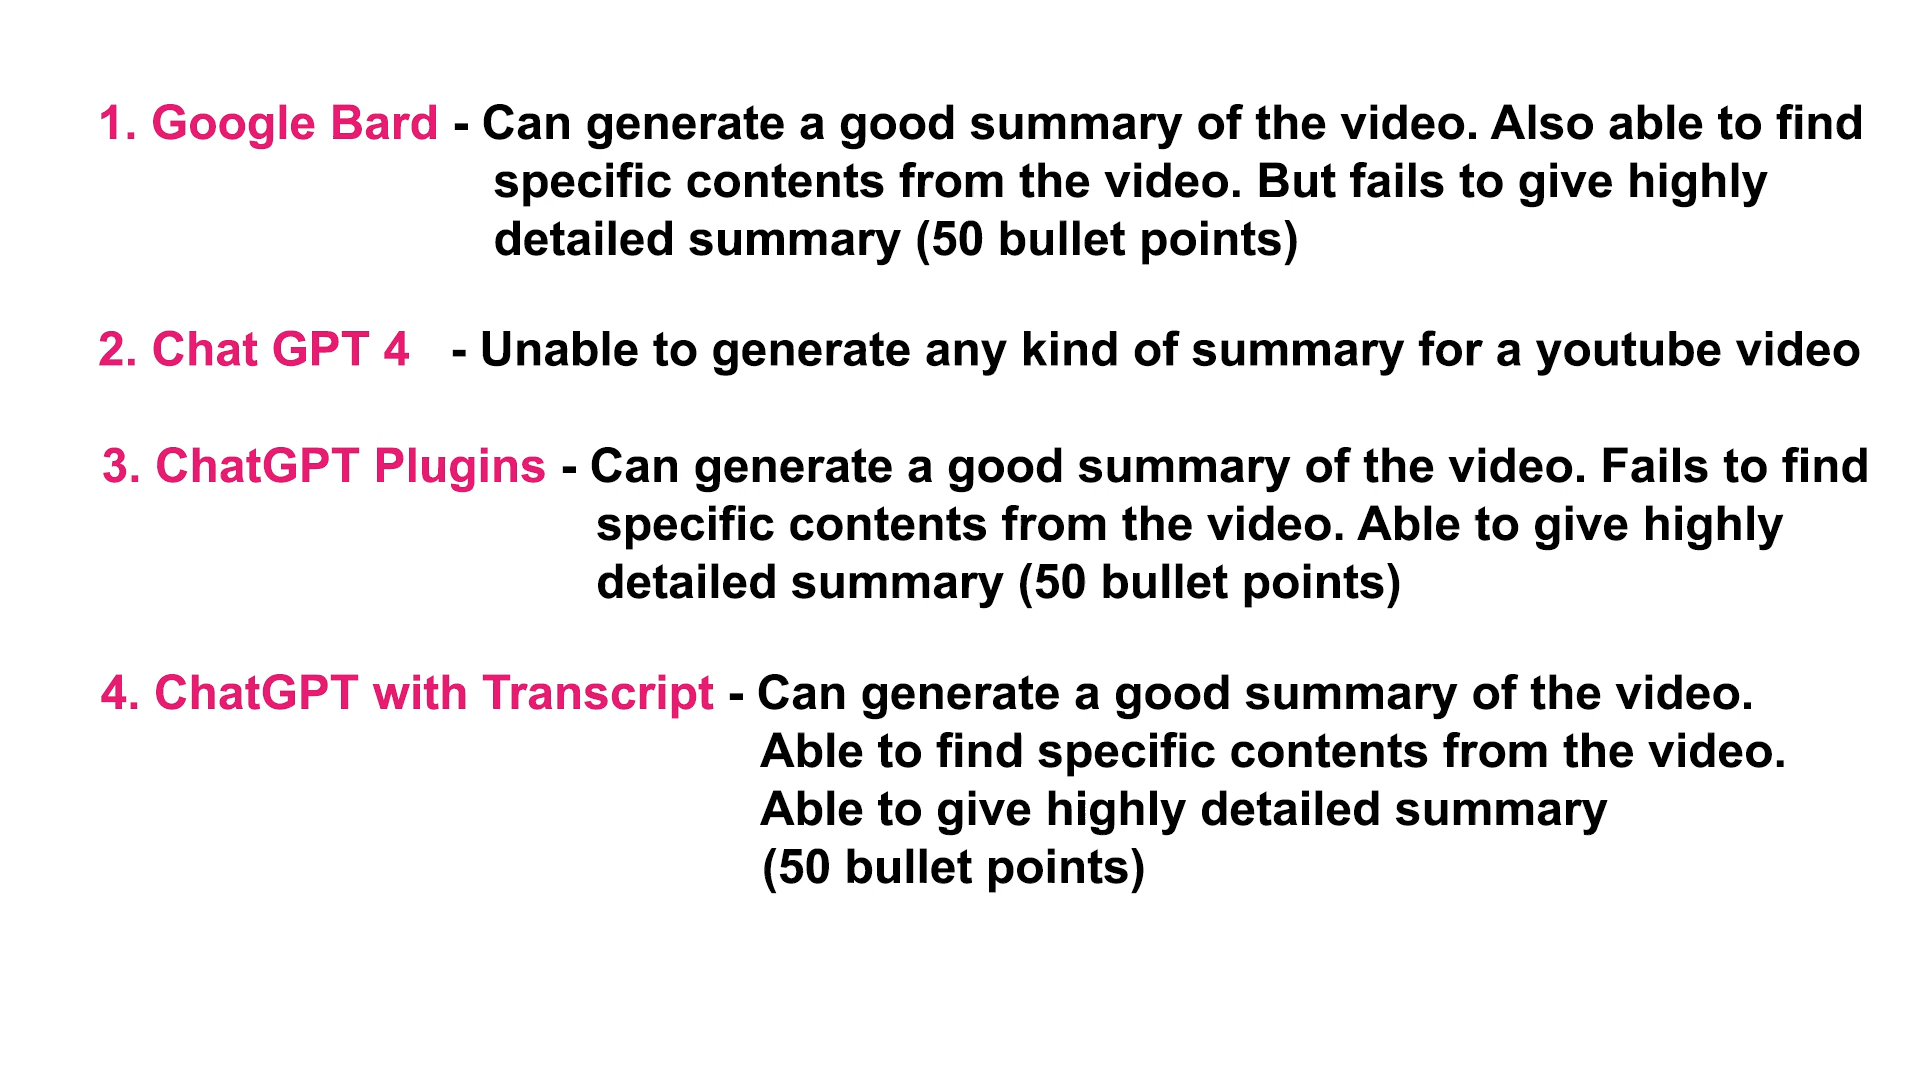 1. Google Bard - Can generate a good summary of the video. Also able to find
specific contents from the video. But fails to give highly
detailed summary (50 bullet points)
2. Chat GPT 4 - Unable to generate any kind of summary for a youtube video
3. ChatGPT Plugins - Can generate a good summary of the video. Fails to find
specific contents from the video. Able to give highly
detailed summary (50 bullet points)
4. ChatGPT with Transcript - Can generate a good summary of the video.
Able to find specific contents from the video.
Able to give highly detailed summary
(50 bullet points)